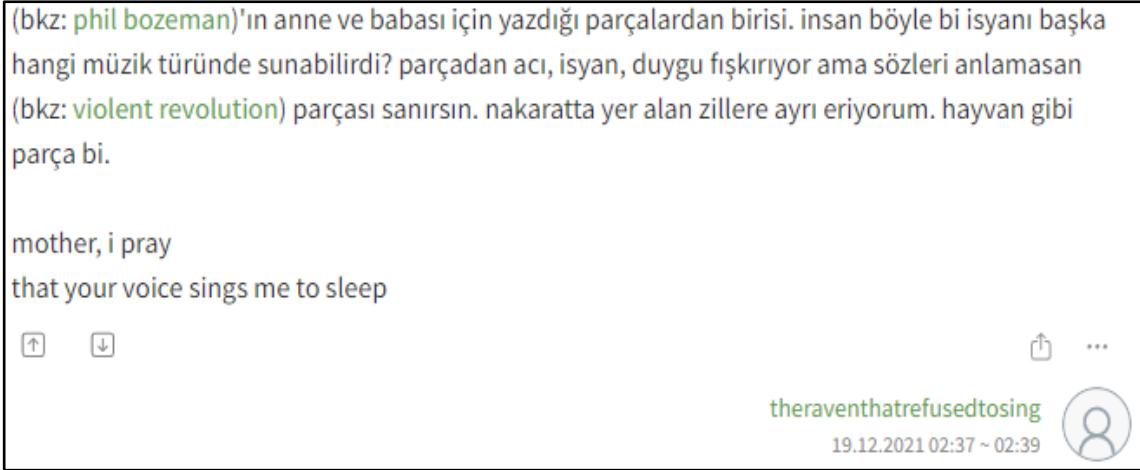 (bkz: phil bozeman)'ın anne ve babası için yazdığı parçalardan birisi. insan böyle bi isyanı başka
hangi müzik türünde sunabilirdi? parçadan acı, isyan, duygu fışkırıyor ama sözleri anlamasan
(bkz: violent revolution) parçası sanırsın. nakaratta yer alan zillere ayrı eriyorum. hayvan gibi
parça bi.
mother, i pray
that your voice sings me to sleep
theraventhatrefusedtosing
19.12.2021 02:37 ~ 02:39